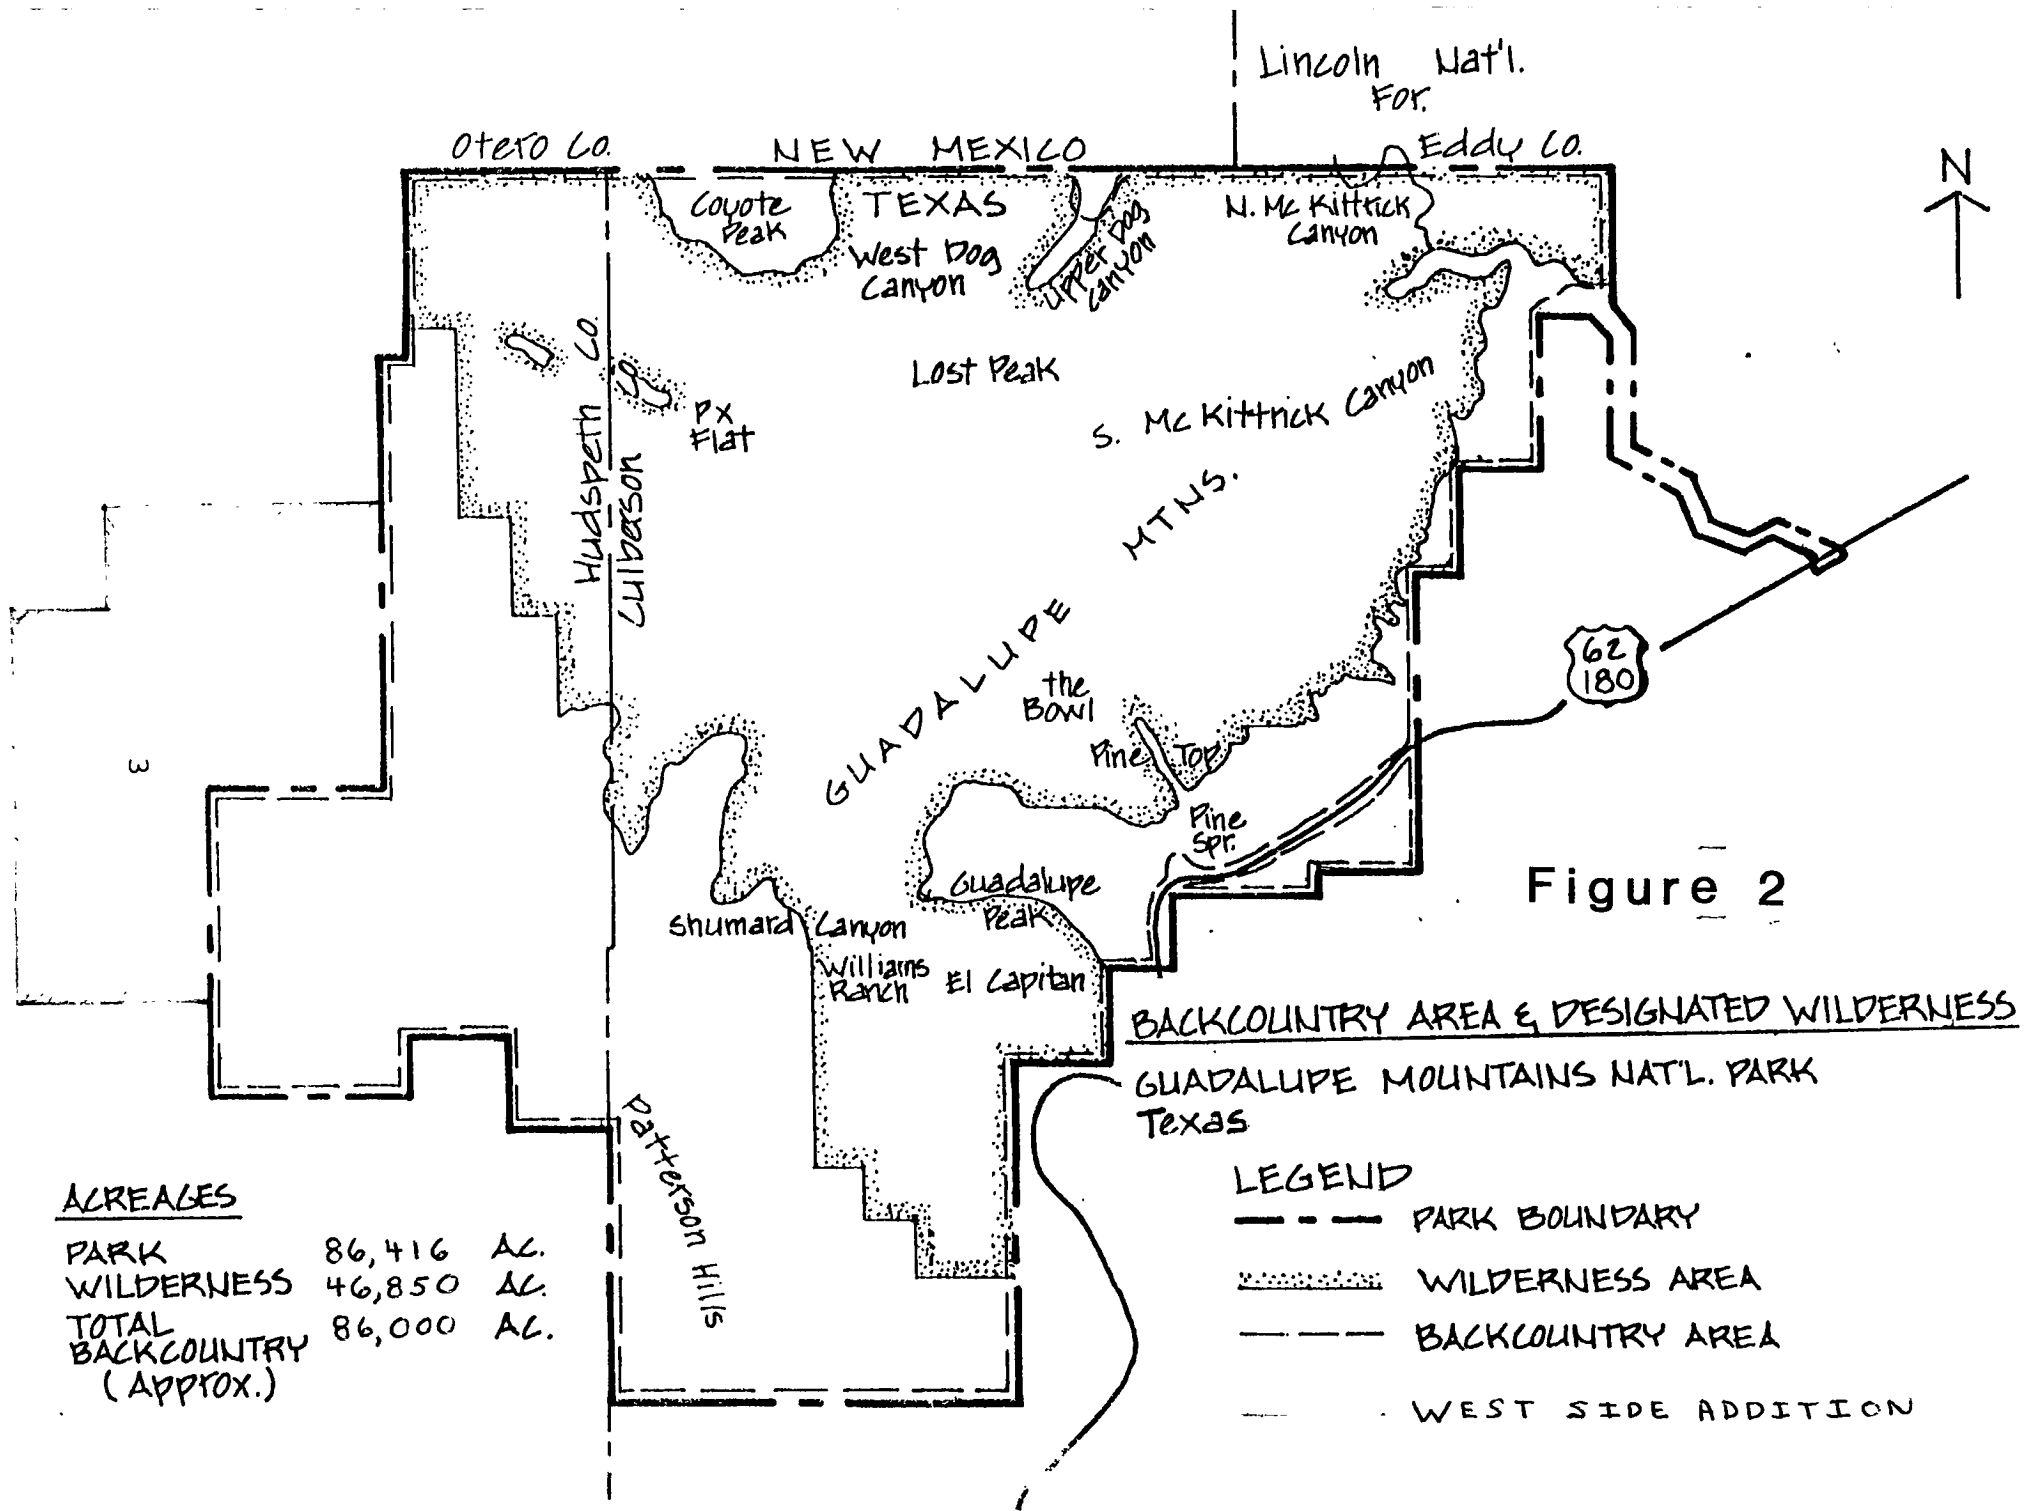 Lincoln Nat'l.
For.
Otero Co.
NEW MEXICO
Eddy Co.
N
Coyote
Peak
TEXAS
West Dog
Canyon
Upper Dog
Canyon
N. McKittrick
Canyon
Lost Peak
S. McKittrick Canyon
Hudspeth Co.
Culberson Co.
PX
Flat
GUADALUPE MTNS.
the
Bowl
Pine Top
62
180
3
Pine
Spr.
Figure 2
Guadalupe
Peak
Shumard Canyon
Williams
Ranch
El Capitan
Patterson Hills
BACKCOUNTRY AREA & DESIGNATED WILDERNESS
GUADALUPE MOUNTAINS NAT'L. PARK
Texas
ACREAGES
PARK 86,416 AC.
WILDERNESS 46,850 AC.
TOTAL
BACKCOUNTRY 86,000 AC.
(Approx.)
LEGEND
PARK BOUNDARY
WILDERNESS AREA
BACKCOUNTRY AREA
WEST SIDE ADDITION